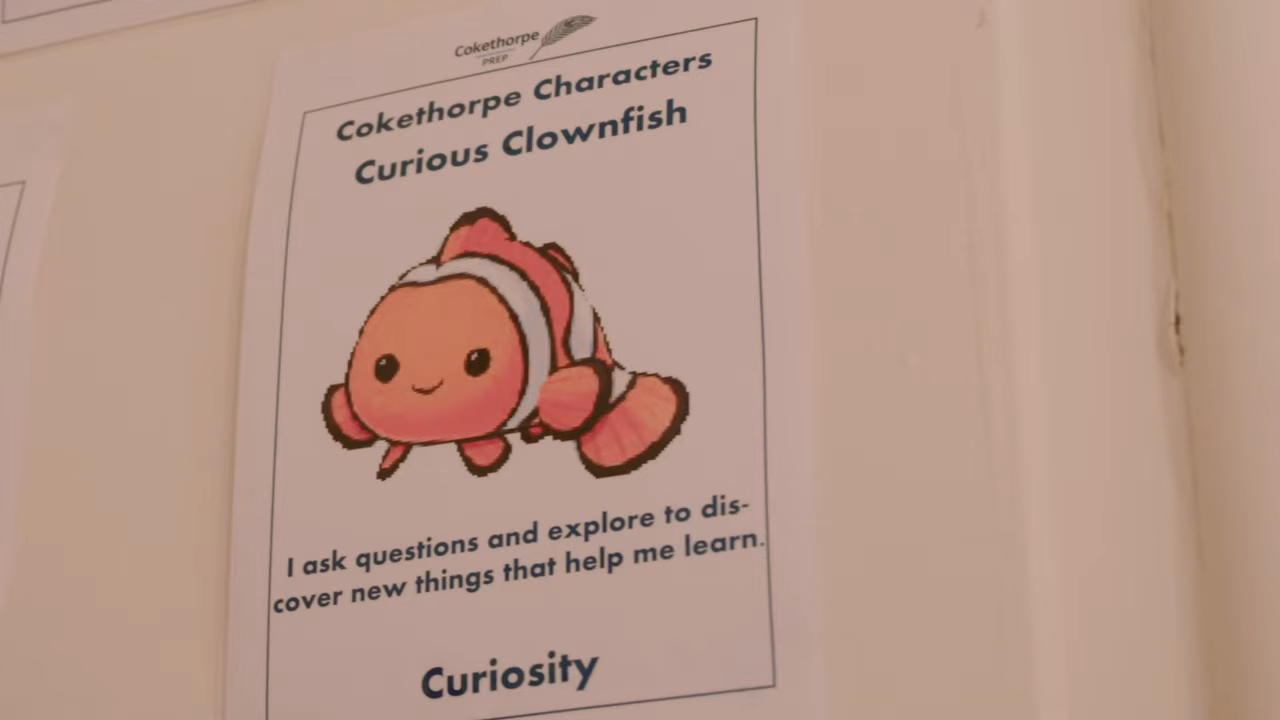 Cokethorpe
PREP
Cokethorpe Characters
Curious Clownfish
I ask questions and explore to dis-
cover new things that help me learn.
Curiosity